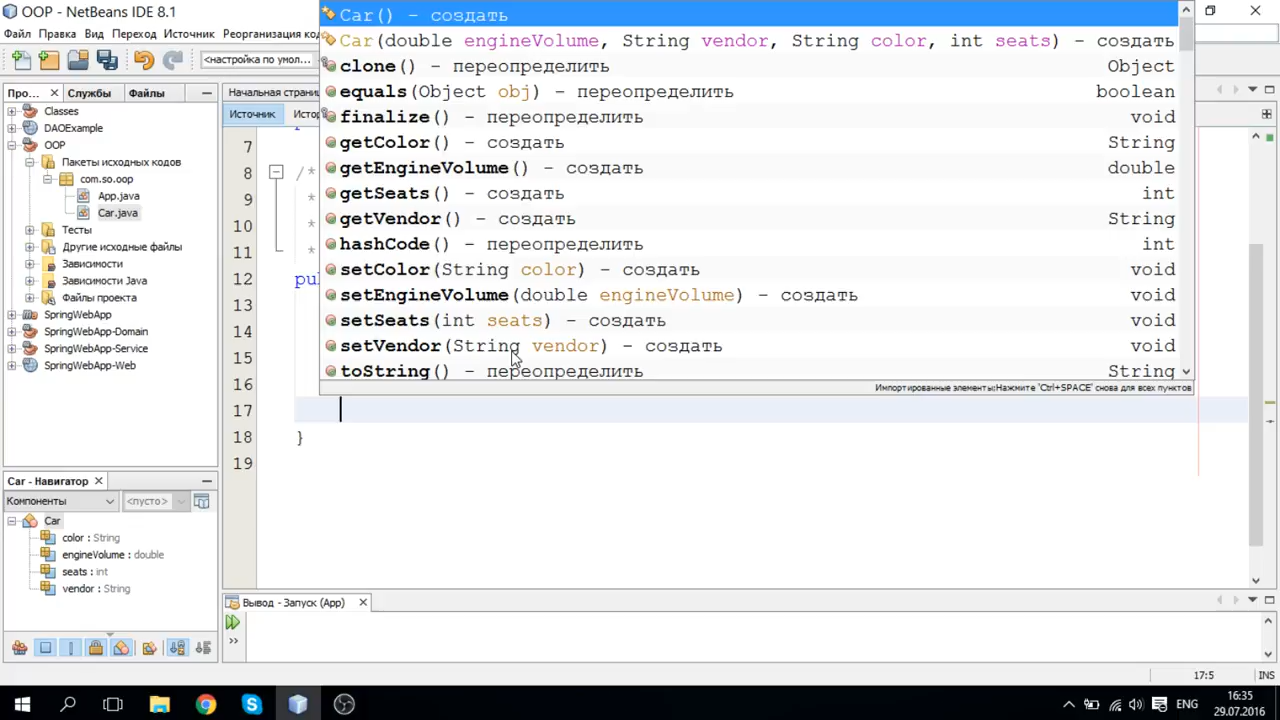 OOP - NetBeans IDE 8.1
Файл Правка Вид Переход Источник Реорганизация ко
<настройка по умол...
Про... Службы Файлы
Classes
DAOExample
OOP
Пакеты исходных кодов
com.so.oop
App.java
Car.java
Тесты
Другие исходные файлы
Зависимости
Зависимости Java
Файлы проекта
SpringWebApp
SpringWebApp-Domain
SpringWebApp-Service
SpringWebApp-Web
Car - Навигатор
Компоненты <пусто>
Car
color : String
engineVolume : double
seats : int
vendor : String
Начальная страниц
Источник Истор
7
8 /*
9 *
10 *
11 *
12 pu
13
14
15
16
17
18 }
19
Car() - создать
Car(double engineVolume, String vendor, String color, int seats) - создать
clone() - переопределить Object
equals(Object obj) - переопределить boolean
finalize() - переопределить void
getColor() - создать String
getEngineVolume() - создать double
getSeats() - создать int
getVendor() - создать String
hashCode() - переопределить int
setColor(String color) - создать void
setEngineVolume(double engineVolume) - создать void
setSeats(int seats) - создать void
setVendor(String vendor) - создать void
toString() - переопределить String
Импортированные элементы:Нажмите 'Ctrl+SPACE' снова для всех пунктов
Вывод - Запуск (App)
17:5 INS
ENG
16:35
29.07.2016